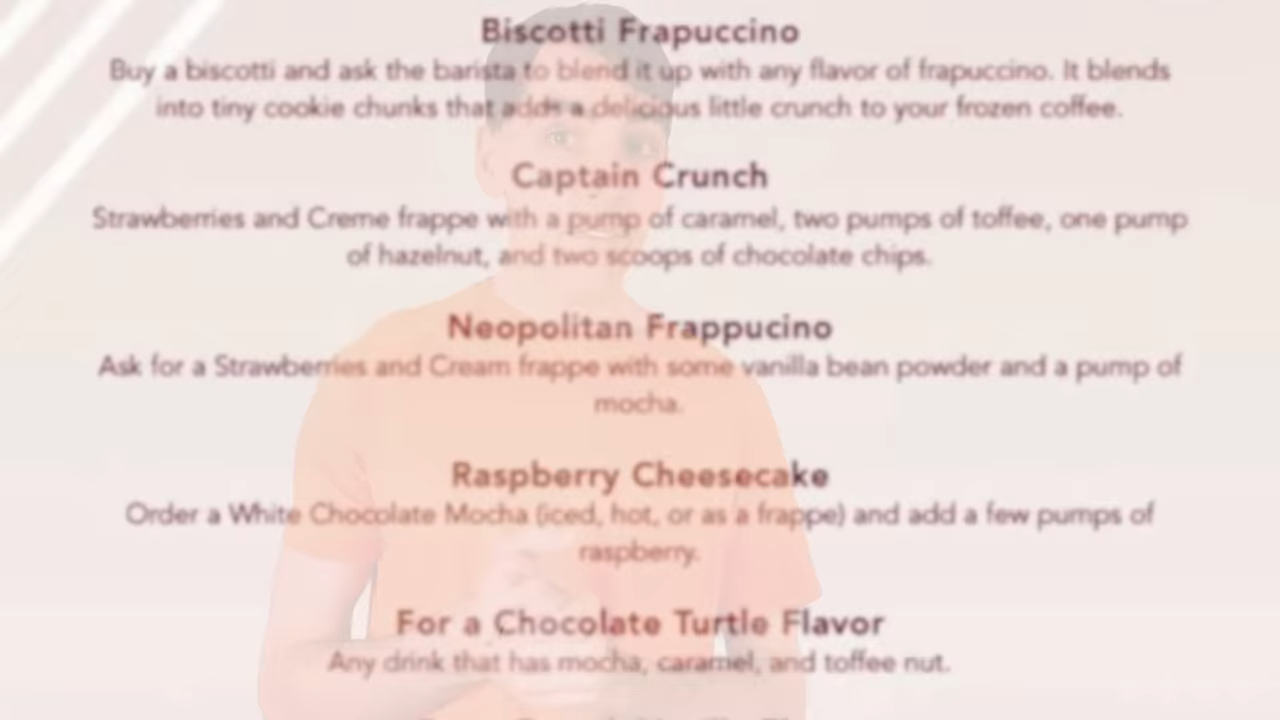 Biscotti Frapuccino
Buy a biscotti and ask the barista to blend it up with any flavor of frapuccino. It blends
into tiny cookie chunks that adds a delicious little crunch to your frozen coffee.
Captain Crunch
Strawberries and Creme frappe with a pump of caramel, two pumps of toffee, one pump
of hazelnut, and two scoops of chocolate chips.
Neopolitan Frappucino
Ask for a Strawberries and Cream frappe with some vanilla bean powder and a pump of
mocha.
Raspberry Cheesecake
Order a White Chocolate Mocha (iced, hot, or as a frappe) and add a few pumps of
raspberry.
For a Chocolate Turtle Flavor
Any drink that has mocha, caramel, and toffee nut.